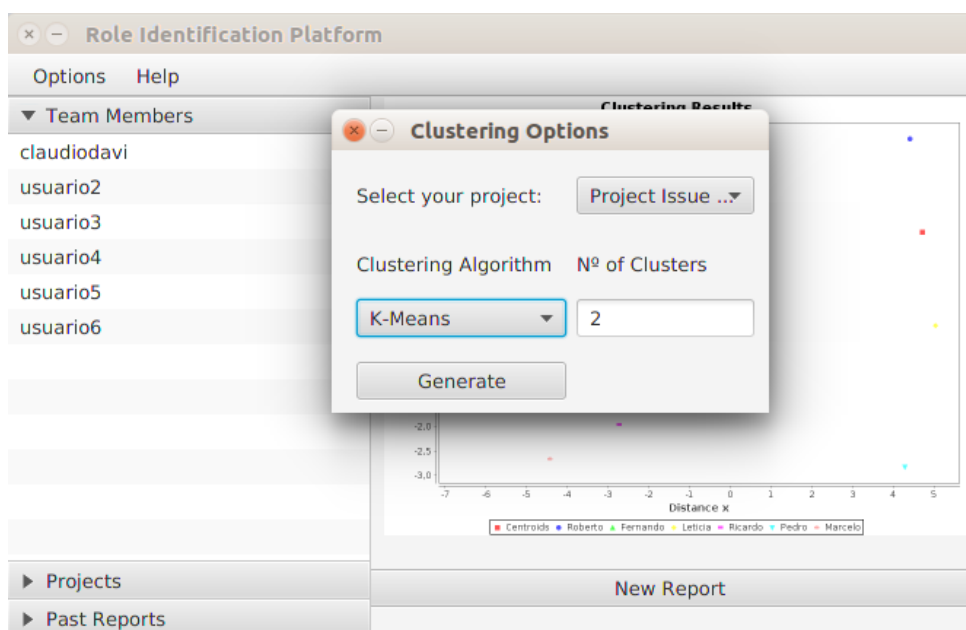 Role Identification Platform
Options Help
Team Members
claudiodavi
usuario2
usuario3
usuario4
usuario5
usuario6
Projects
Past Reports
Clustering Results
Clustering Options
Select your project: Project Issue ...
Clustering Algorithm Nº of Clusters
K-Means 2
Generate
-2.0
-2.5
-3.0
-7 -6 -5 -4 -3 -2 -1 0 1 2 3 4 5
Distance x
Centroids Roberto Fernando Leticia Ricardo Pedro Marcelo
New Report